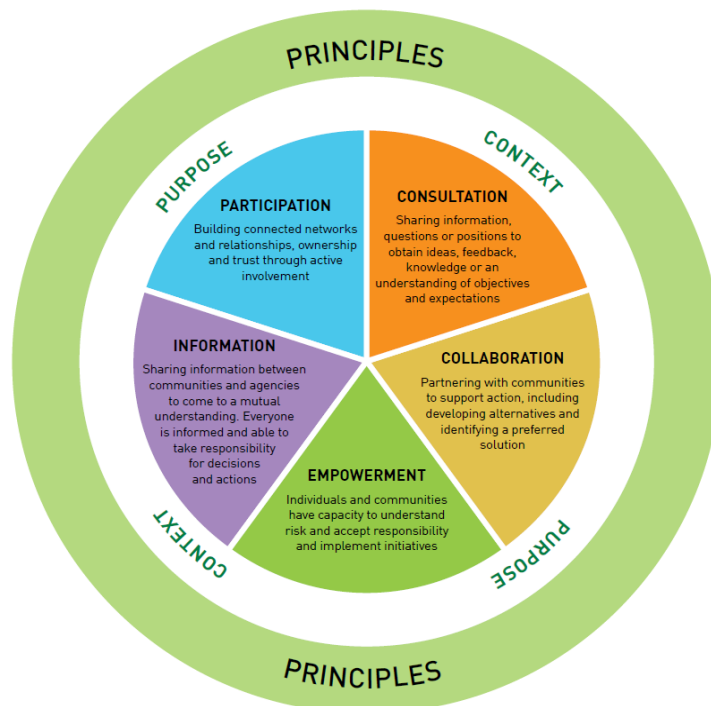 PRINCIPLES
PURPOSE
CONTEXT
PARTICIPATION
Building connected networks
and relationships, ownership
and trust through active
involvement
CONSULTATION
Sharing information,
questions or positions to
obtain ideas, feedback,
knowledge or an
understanding of objectives
and expectations
INFORMATION
Sharing information between
communities and agencies
to come to a mutual
understanding. Everyone
is informed and able to
take responsibility
for decisions
and actions
COLLABORATION
Partnering with communities
to support action, including
developing alternatives and
identifying a preferred
solution
EMPOWERMENT
Individuals and communities
have capacity to understand
risk and accept responsibility
and implement initiatives
CONTEXT
PURPOSE
PRINCIPLES